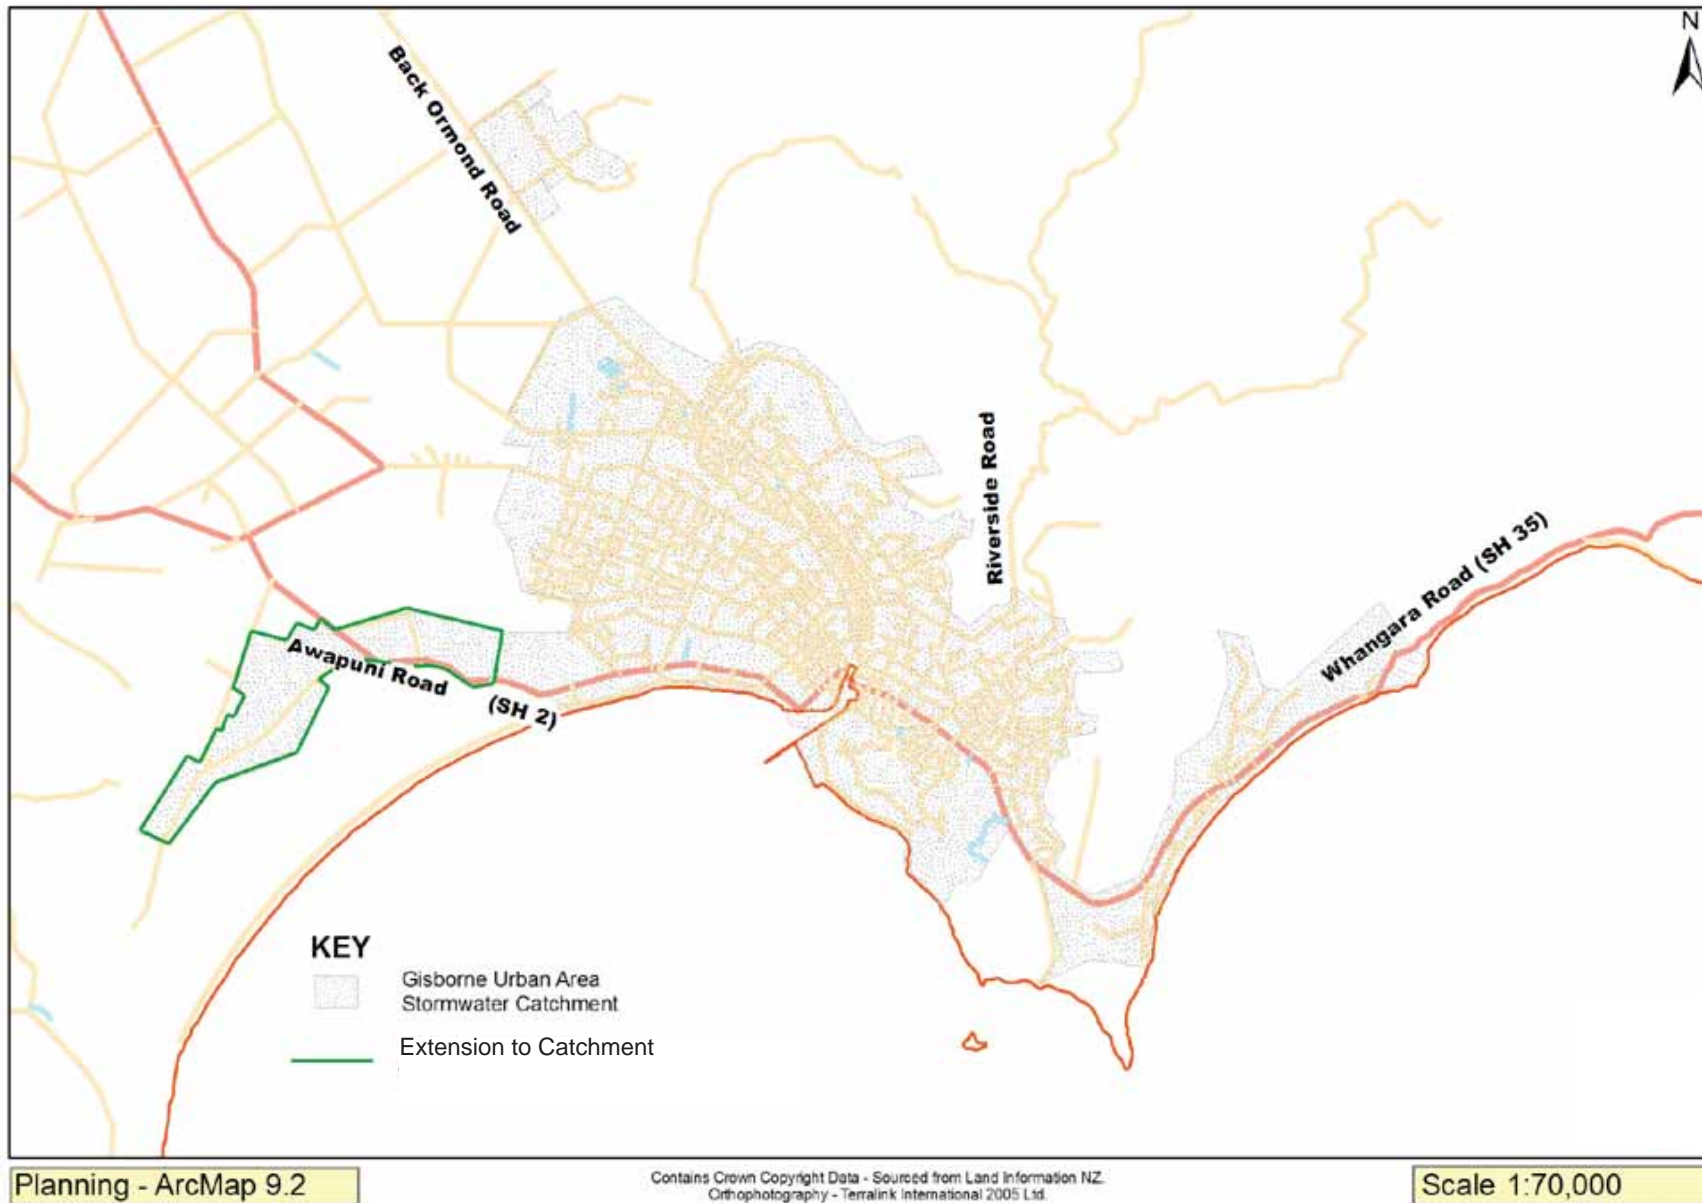 N
Back Ormond Road
Riverside Road
Whangara Road (SH 35)
Awapuni Road
(SH 2)
KEY
Gisborne Urban Area
Stormwater Catchment
Extension to Catchment
Planning - ArcMap 9.2
Contains Crown Copyright Data - Sourced from Land Information NZ.
Orthophotography - Terralink International 2005 Ltd.
Scale 1:70,000